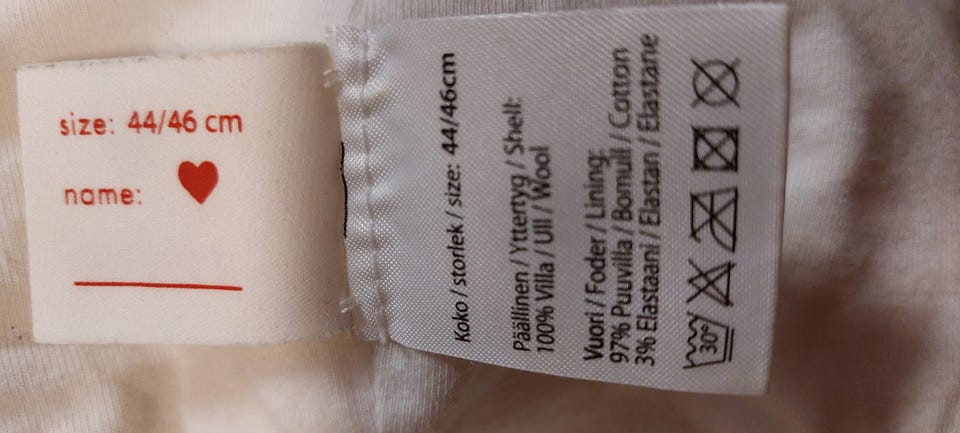 size: 44/46 cm
name:
Koko / storlek / size: 44/46cm
Päällinen / Yttertyg / Shell:
100% Villa / Ull / Wool
Vuori / Foder / Lining:
97% Puuvilla / Bomull / Cotton
3% Elastaani / Elastan / Elastane
30°